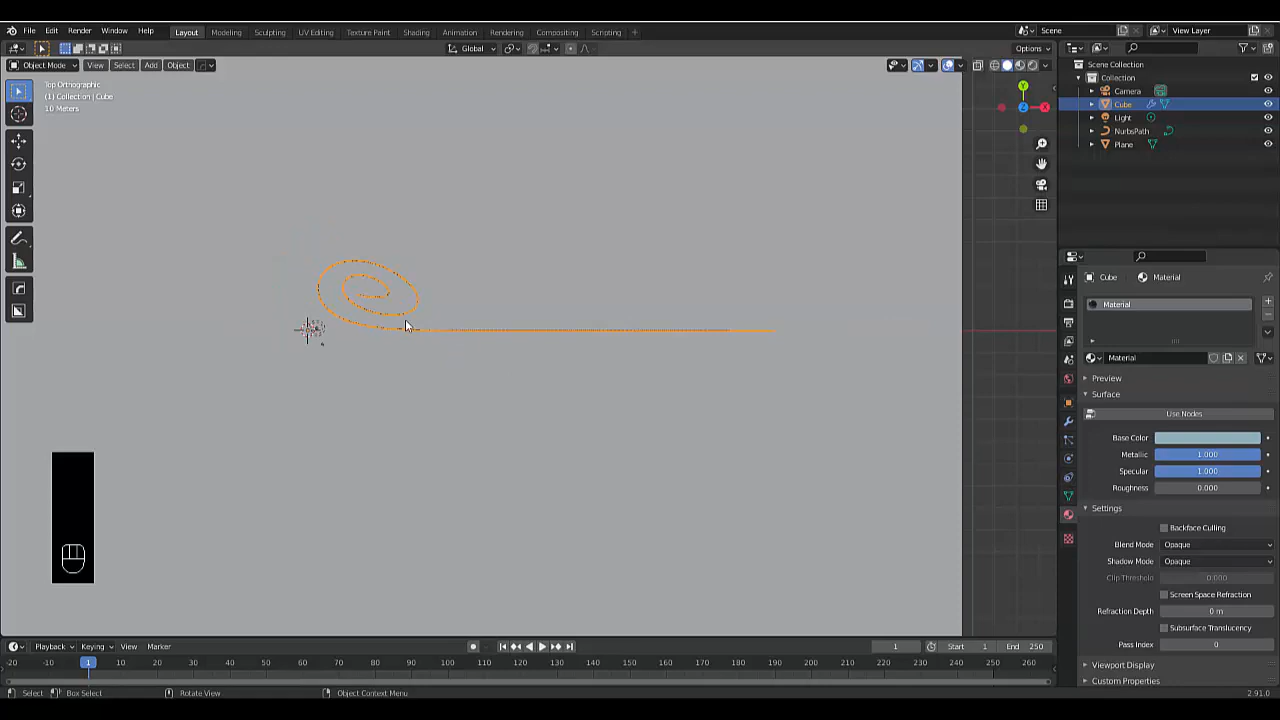 File Edit Render Window Help Layout Modeling Sculpting UV Editing Texture Paint Shading Animation Rendering Compositing Scripting + Scene View Layer
Global Options
Object Mode View Select Add Object
Top Orthographic
(1) Collection | Cube
10 Meters
Y
X
Z
Scene Collection
Collection
Camera
Cube
Light
NurbsPath
Plane
Cube Material
Material
Material
Preview
Surface
Use Nodes
Base Color
Metallic 1.000
Specular 1.000
Roughness 0.000
Settings
Backface Culling
Blend Mode Opaque
Shadow Mode Opaque
Clip Threshold 0.000
Screen Space Refraction
Refraction Depth 0 m
Subsurface Translucency
Pass Index 0
Viewport Display
Custom Properties
Playback Keying View Marker 1 Start 1 End 250
-20 -10 1 10 20 30 40 50 60 70 80 90 100 110 120 130 140 150 160 170 180 190 200 210 220 230 240 250 260
Select Box Select Rotate View Object Context Menu 2.91.0